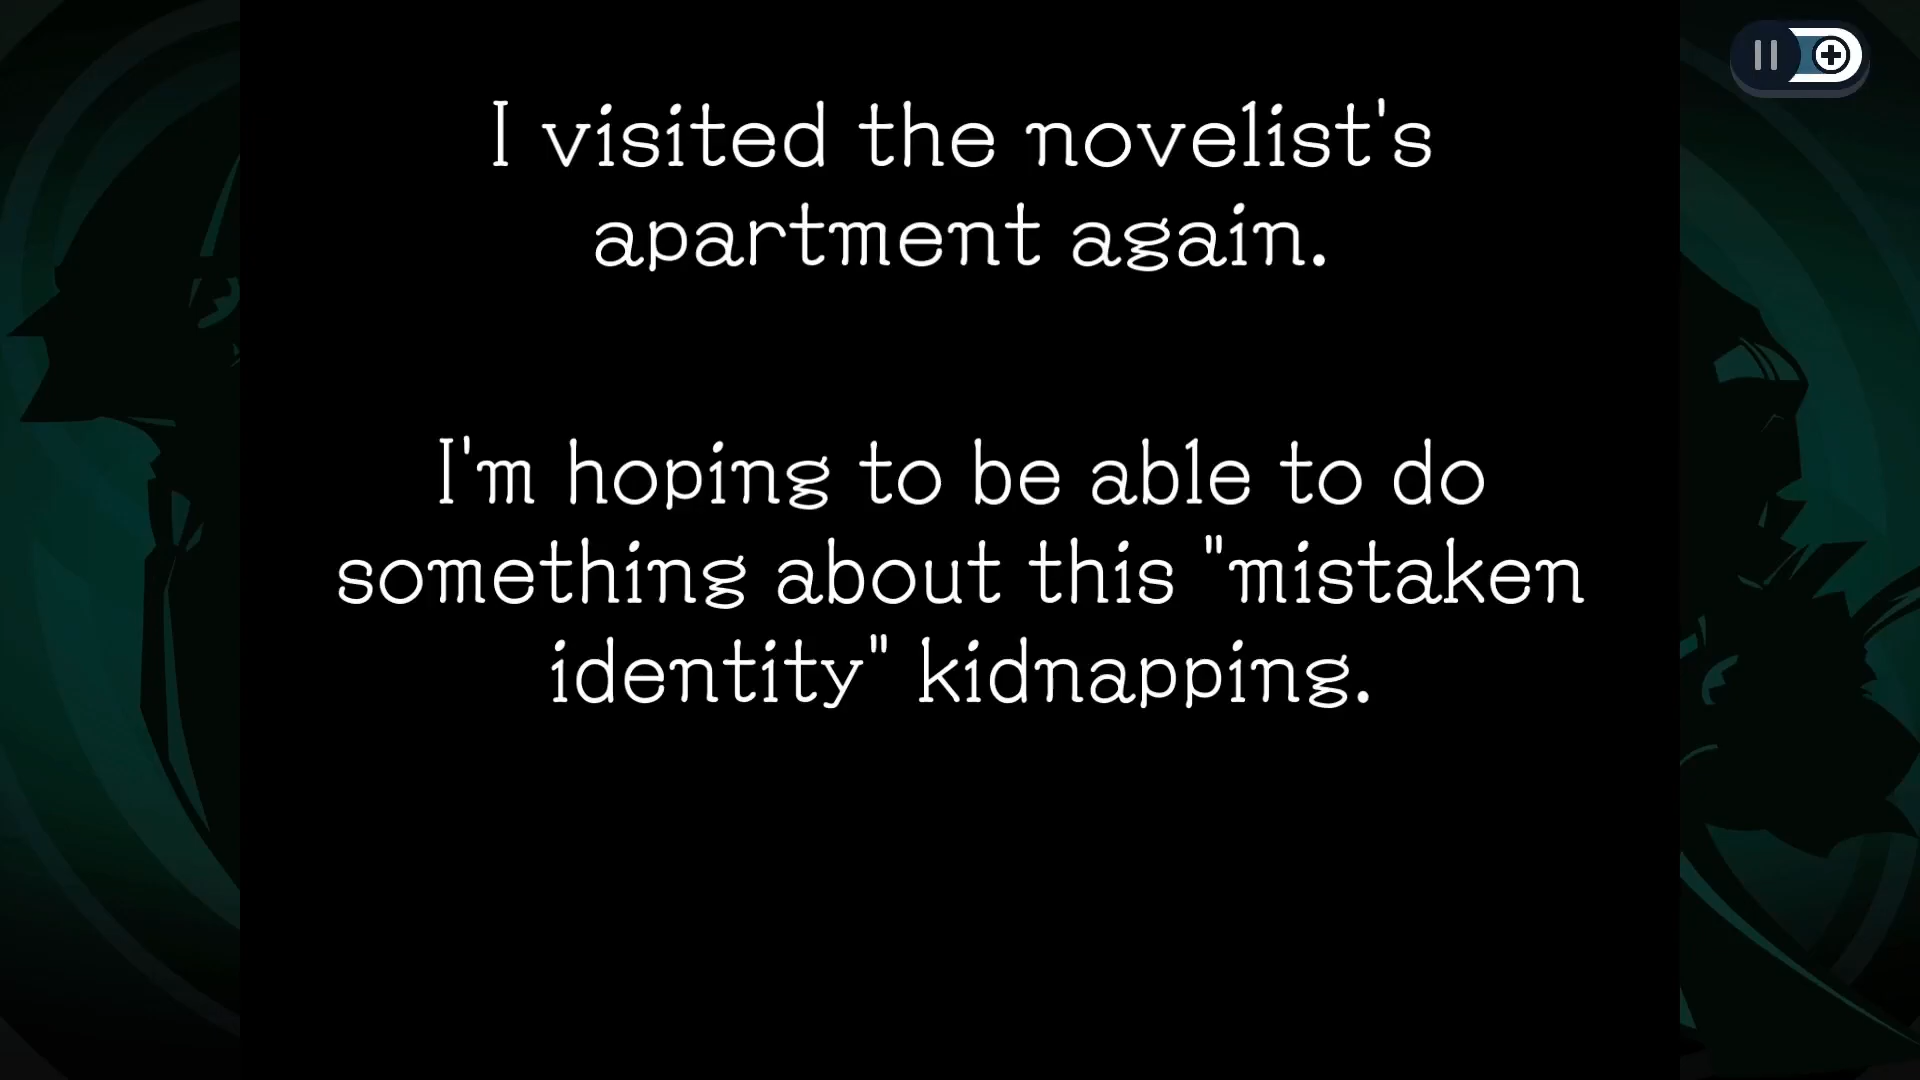 I visited the novelist's
apartment again.
I'm hoping to be able to do
something about this "mistaken
identity" kidnapping.